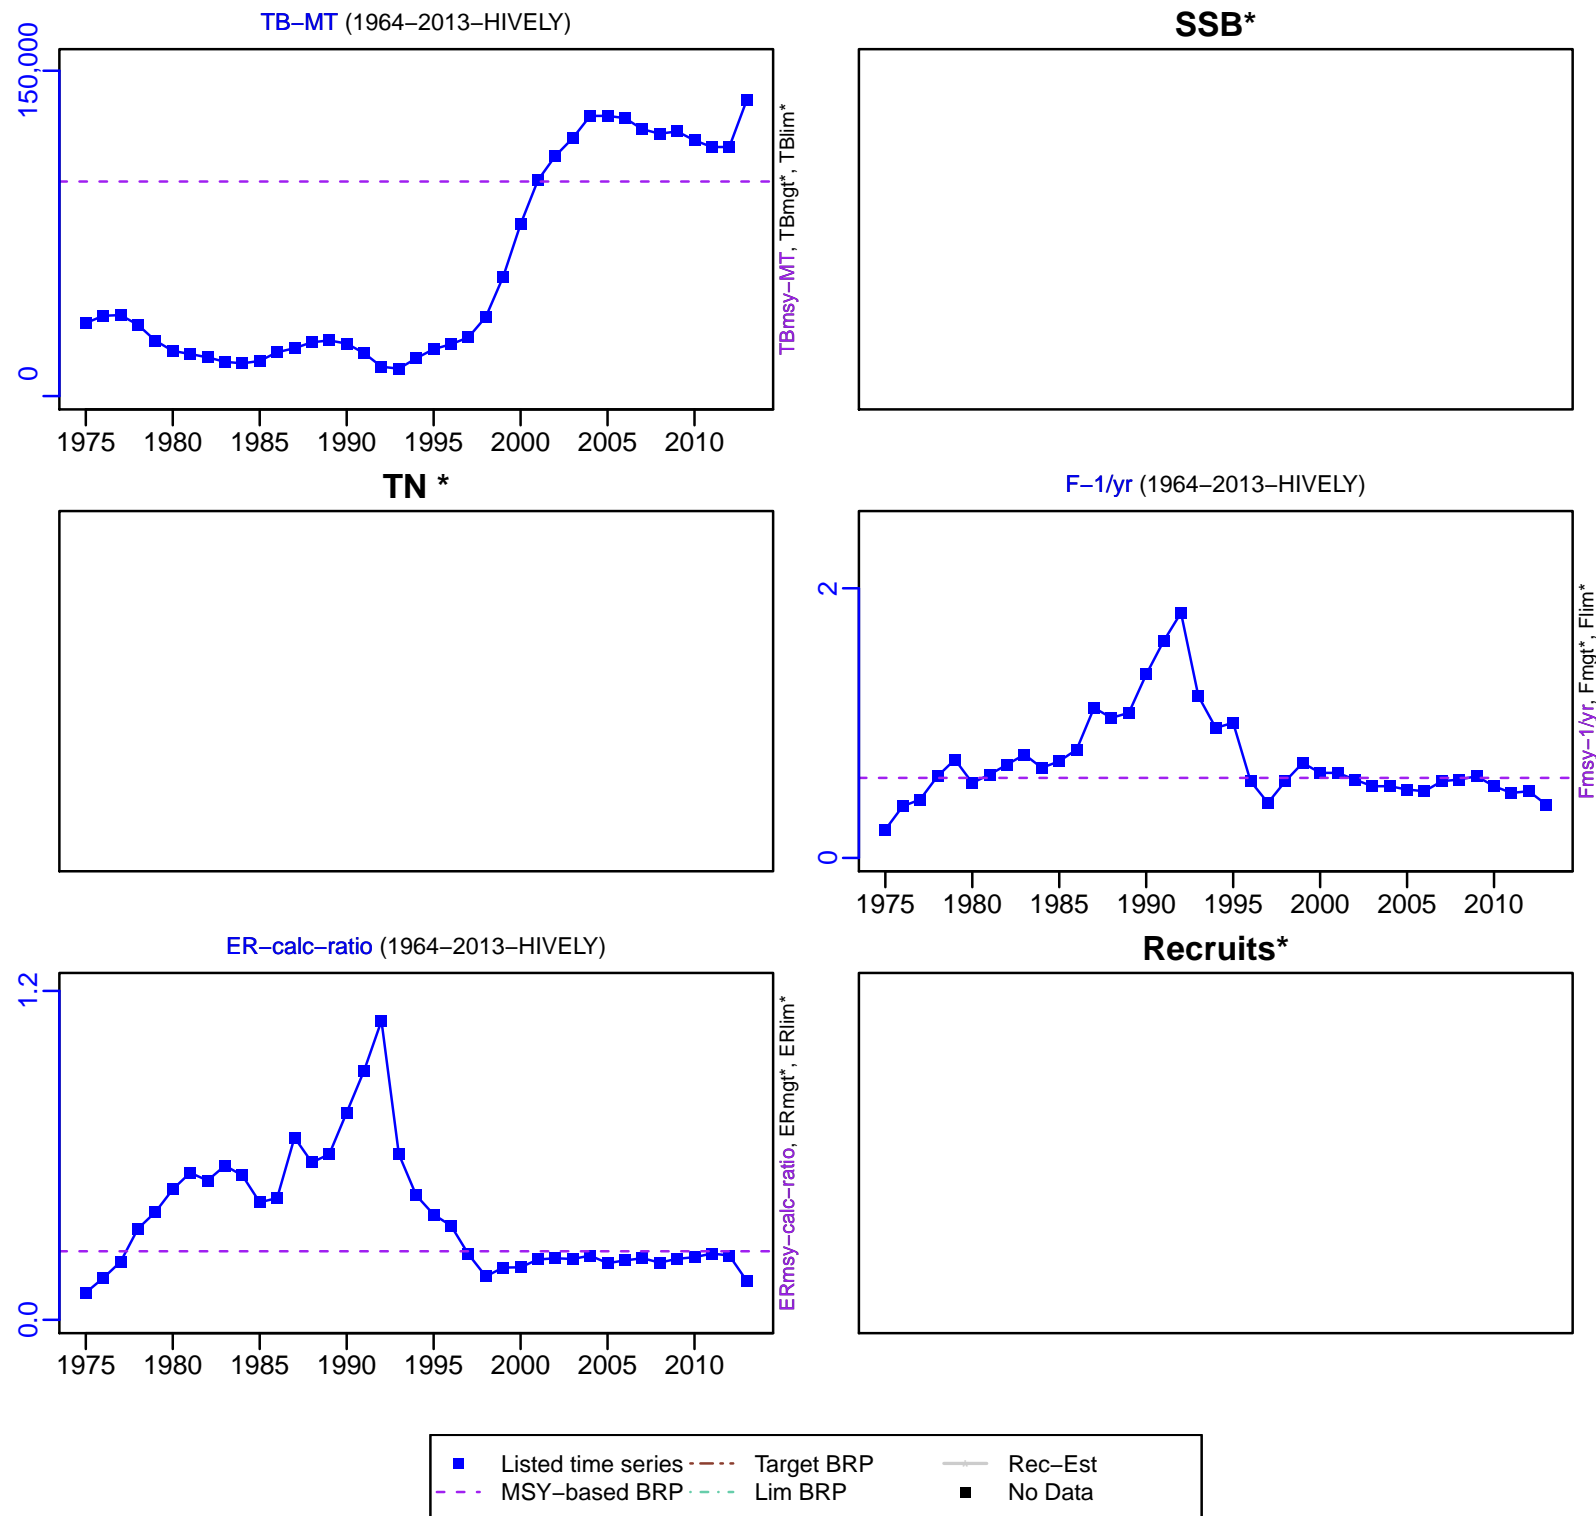 TB−MT (1964−2013−HIVELY)
150,000
0
TBmsy−MT, TBmgt*, TBlim*
1975 1980 1985 1990 1995 2000 2005 2010
SSB*
TN *
F−1/yr (1964−2013−HIVELY)
2
0
Fmsy−1/yr, Fmgt*, Flim*
1975 1980 1985 1990 1995 2000 2005 2010
ER−calc−ratio (1964−2013−HIVELY)
1.2
0.0
ERmsy−calc−ratio, ERmgt*, ERlim*
1975 1980 1985 1990 1995 2000 2005 2010
Recruits*
Listed time series Target BRP Rec−Est
MSY−based BRP Lim BRP No Data